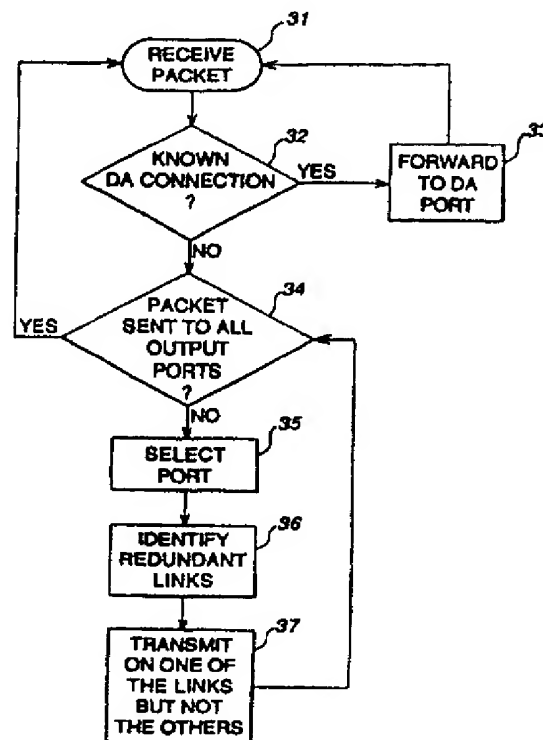 31
RECEIVE
PACKET
32
KNOWN
DA CONNECTION
?
YES
33
FORWARD
TO DA
PORT
NO
34
PACKET
SENT TO ALL
OUTPUT
PORTS
?
YES
NO
35
SELECT
PORT
36
IDENTIFY
REDUNDANT
LINKS
37
TRANSMIT
ON ONE OF
THE LINKS
BUT NOT
THE OTHERS